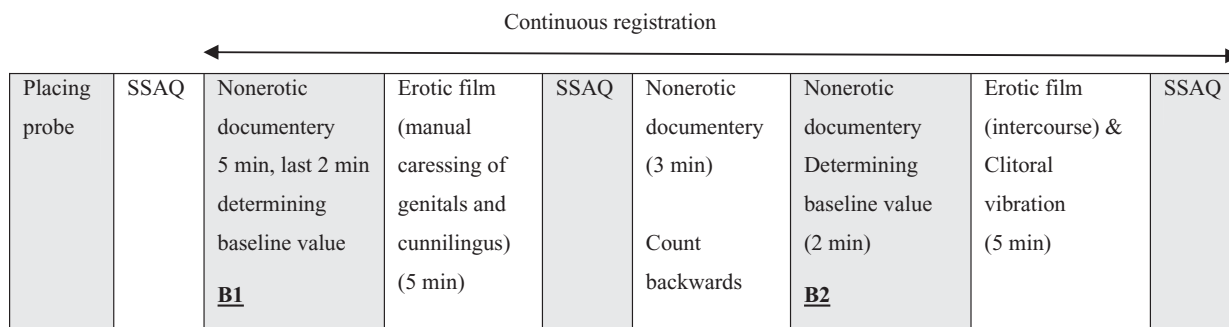 Continuous registration
Placing
probe
SSAQ
Nonerotic
documentery
5 min, last 2 min
determining
baseline value
B1
Erotic film
(manual
caressing of
genitals and
cunnilingus)
(5 min)
SSAQ
Nonerotic
documentery
(3 min)
Count
backwards
Nonerotic
documentery
Determining
baseline value
(2 min)
B2
Erotic film
(intercourse) &
Clitoral
vibration
(5 min)
SSAQ